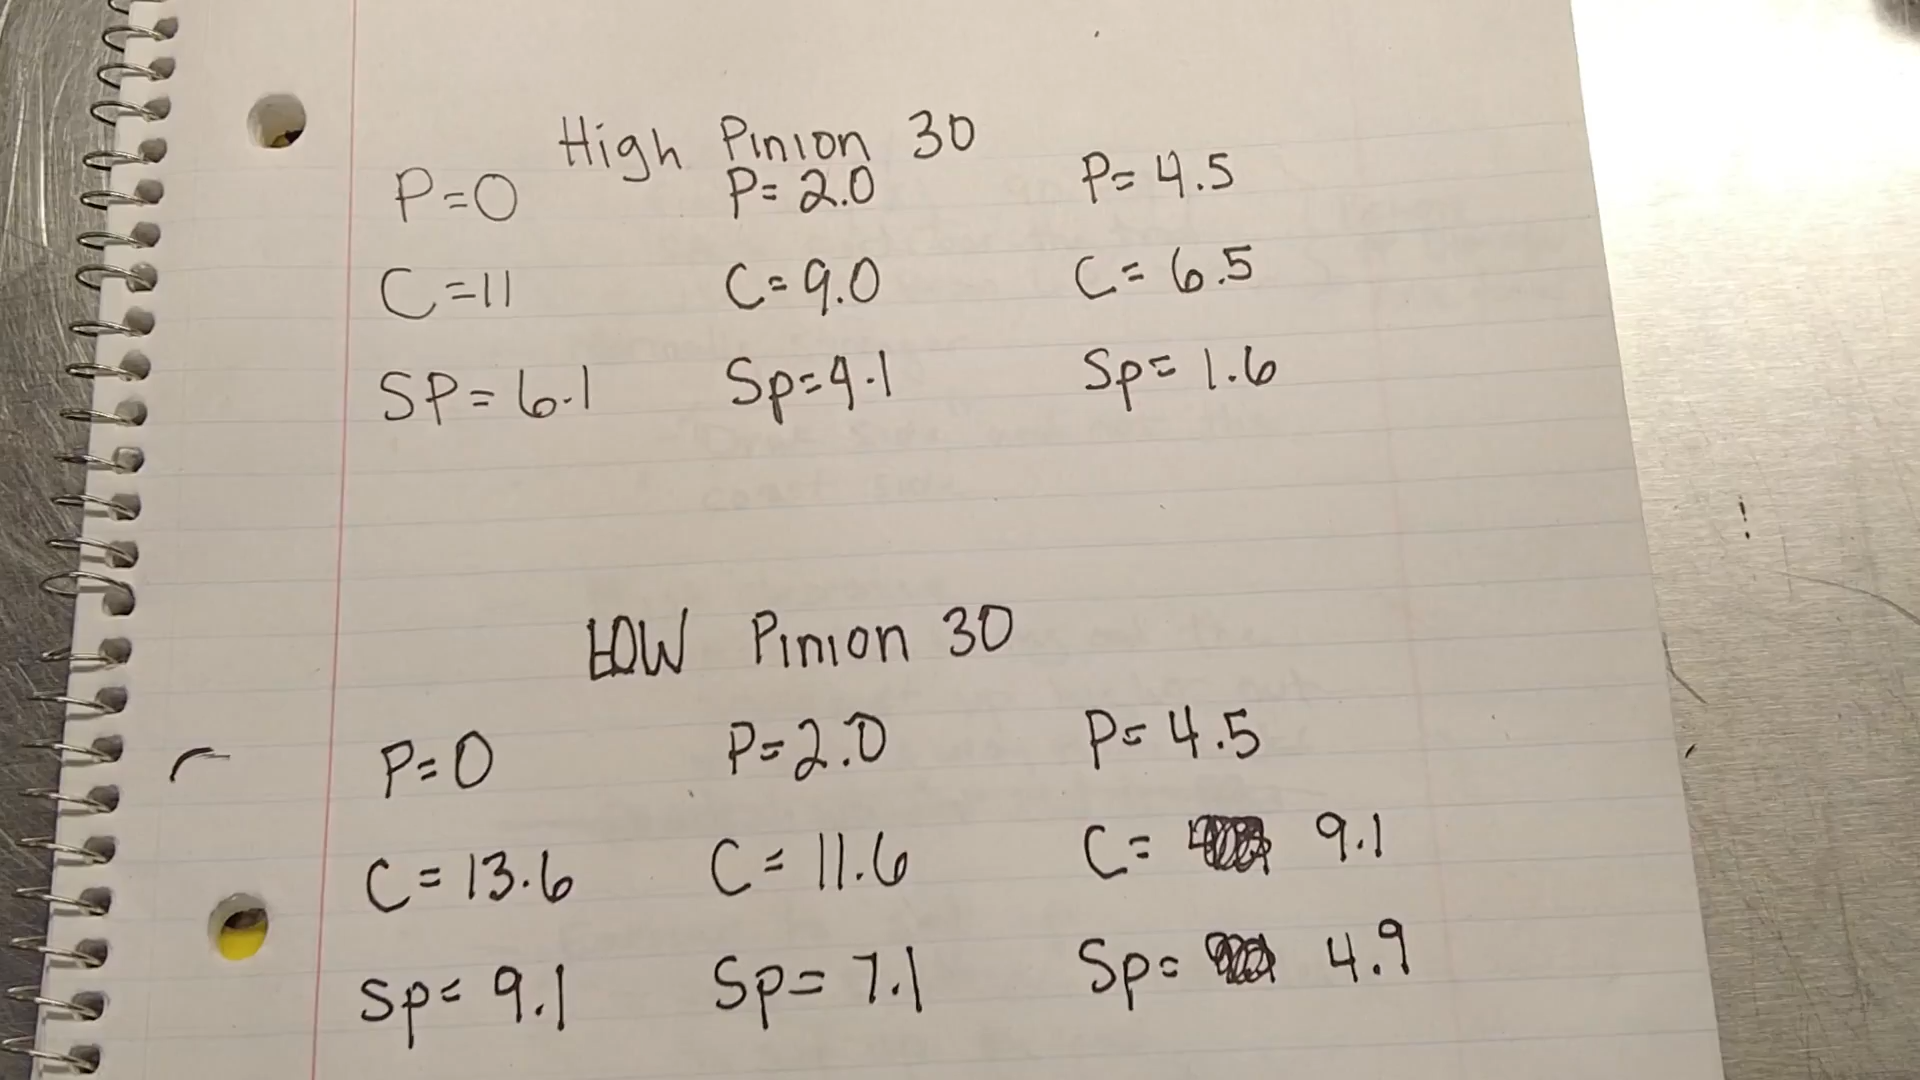 High Pinion 30
P=0 P=2.0 P=4.5
C=11 C=9.0 C=6.5
SP=6.1 Sp=4.1 Sp=1.6
LOW Pinion 30
P=0 P=2.0 P=4.5
C=13.6 C=11.6 C= 9.1
Sp=9.1 Sp=7.1 Sp= 4.9